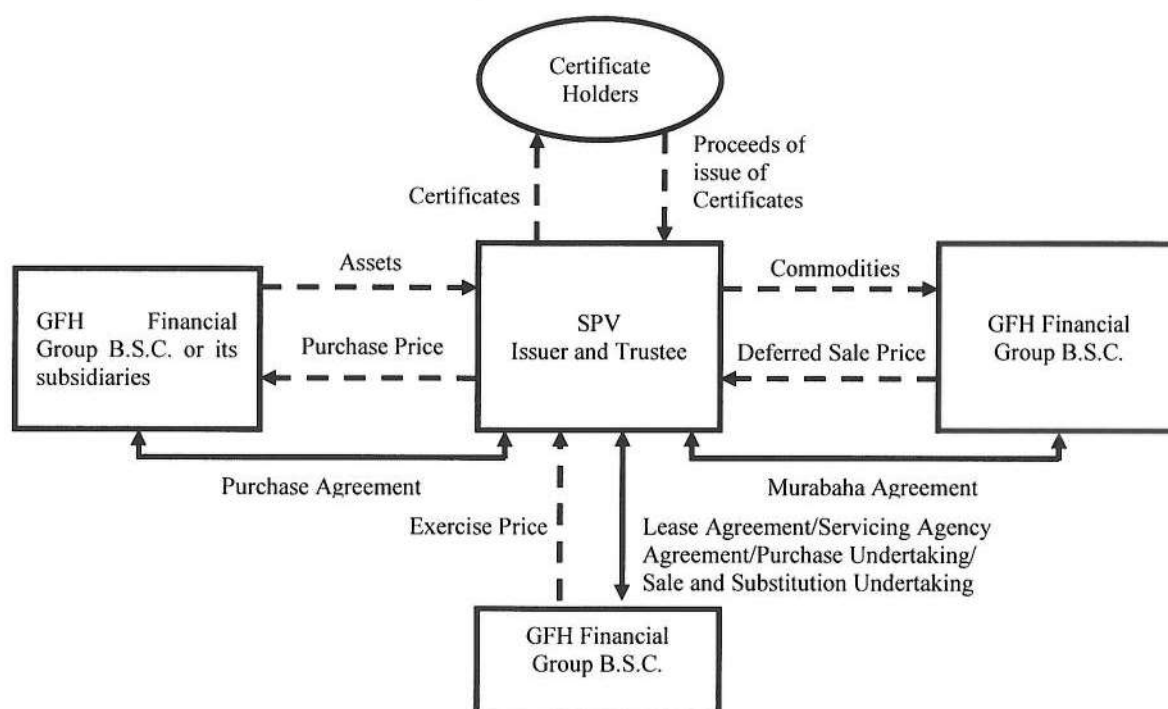 Certificate
Holders
Certificates
Proceeds of
issue of
Certificates
Assets
Purchase Price
GFH Financial
Group B.S.C. or its
subsidiaries
SPV
Issuer and Trustee
Commodities
Deferred Sale Price
GFH Financial
Group B.S.C.
Purchase Agreement
Murabaha Agreement
Exercise Price
Lease Agreement/Servicing Agency
Agreement/Purchase Undertaking/
Sale and Substitution Undertaking
GFH Financial
Group B.S.C.